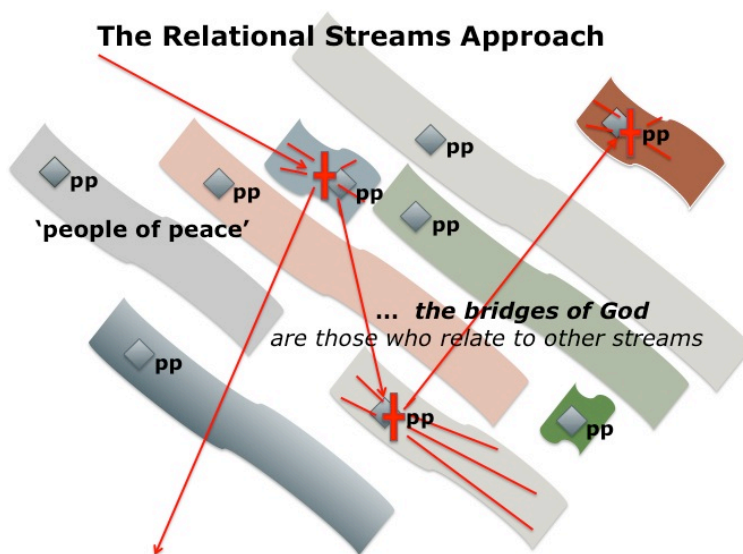 The Relational Streams Approach
pp
pp
pp
pp
pp
pp
‘people of peace’
... the bridges of God
are those who relate to other streams
pp
pp
pp